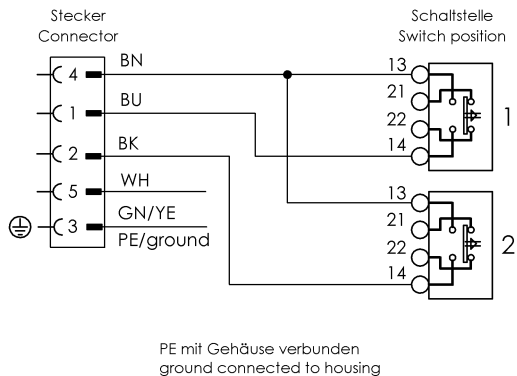 Stecker
Connector
Schaltstelle
Switch position
4 BN
1 BU
2 BK
5 WH
3 GN/YE
PE/ground
13
21
22
14
1
13
21
22
14
2
PE mit Gehäuse verbunden
ground connected to housing